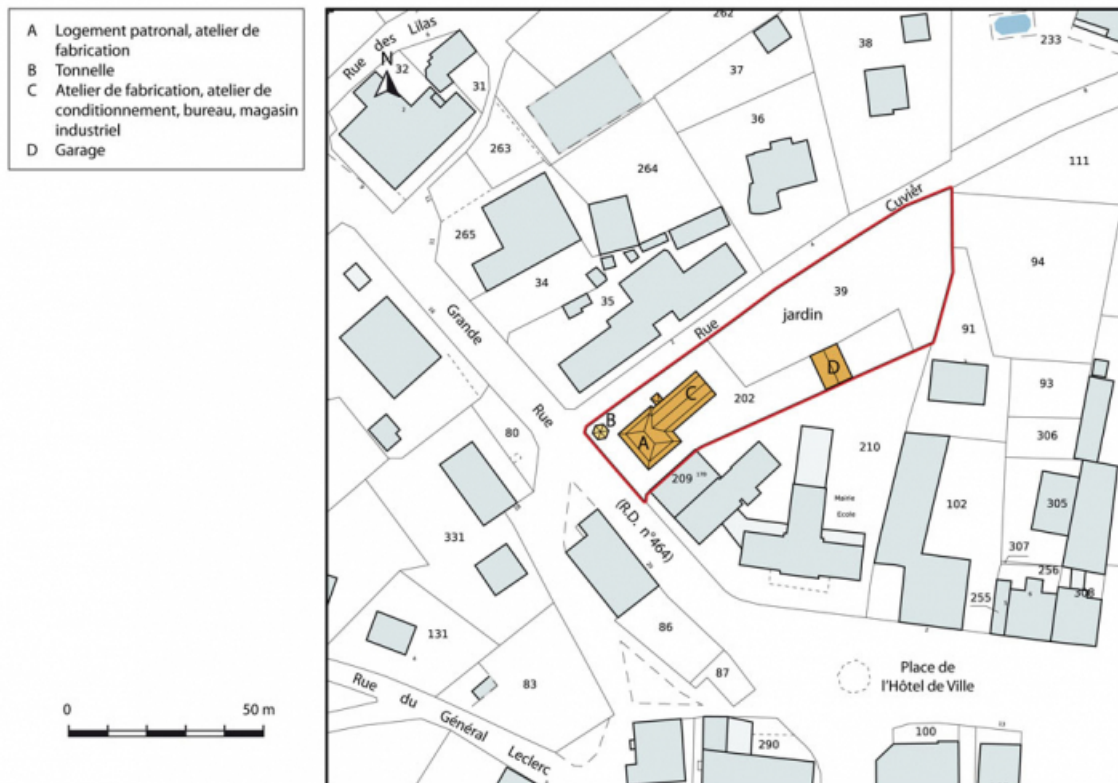 A Logement patronal, atelier de
fabrication
B Tonnelle
C Atelier de fabrication, atelier de
conditionnement, bureau, magasin
industriel
D Garage
0 50 m
N
Rue des Lilas
32
31
262
37
38
233
263
36
264
111
265
34
35
Cuvier
39
94
jardin
Grande
Rue
91
D
93
Rue
B
C
202
A
80
209
210
306
Mairie
Ecole
102
305
(R.D. n°464)
331
307
256
308
255
131
86
87
83
Place de
l'Hôtel de Ville
Rue du Général Leclerc
290
100